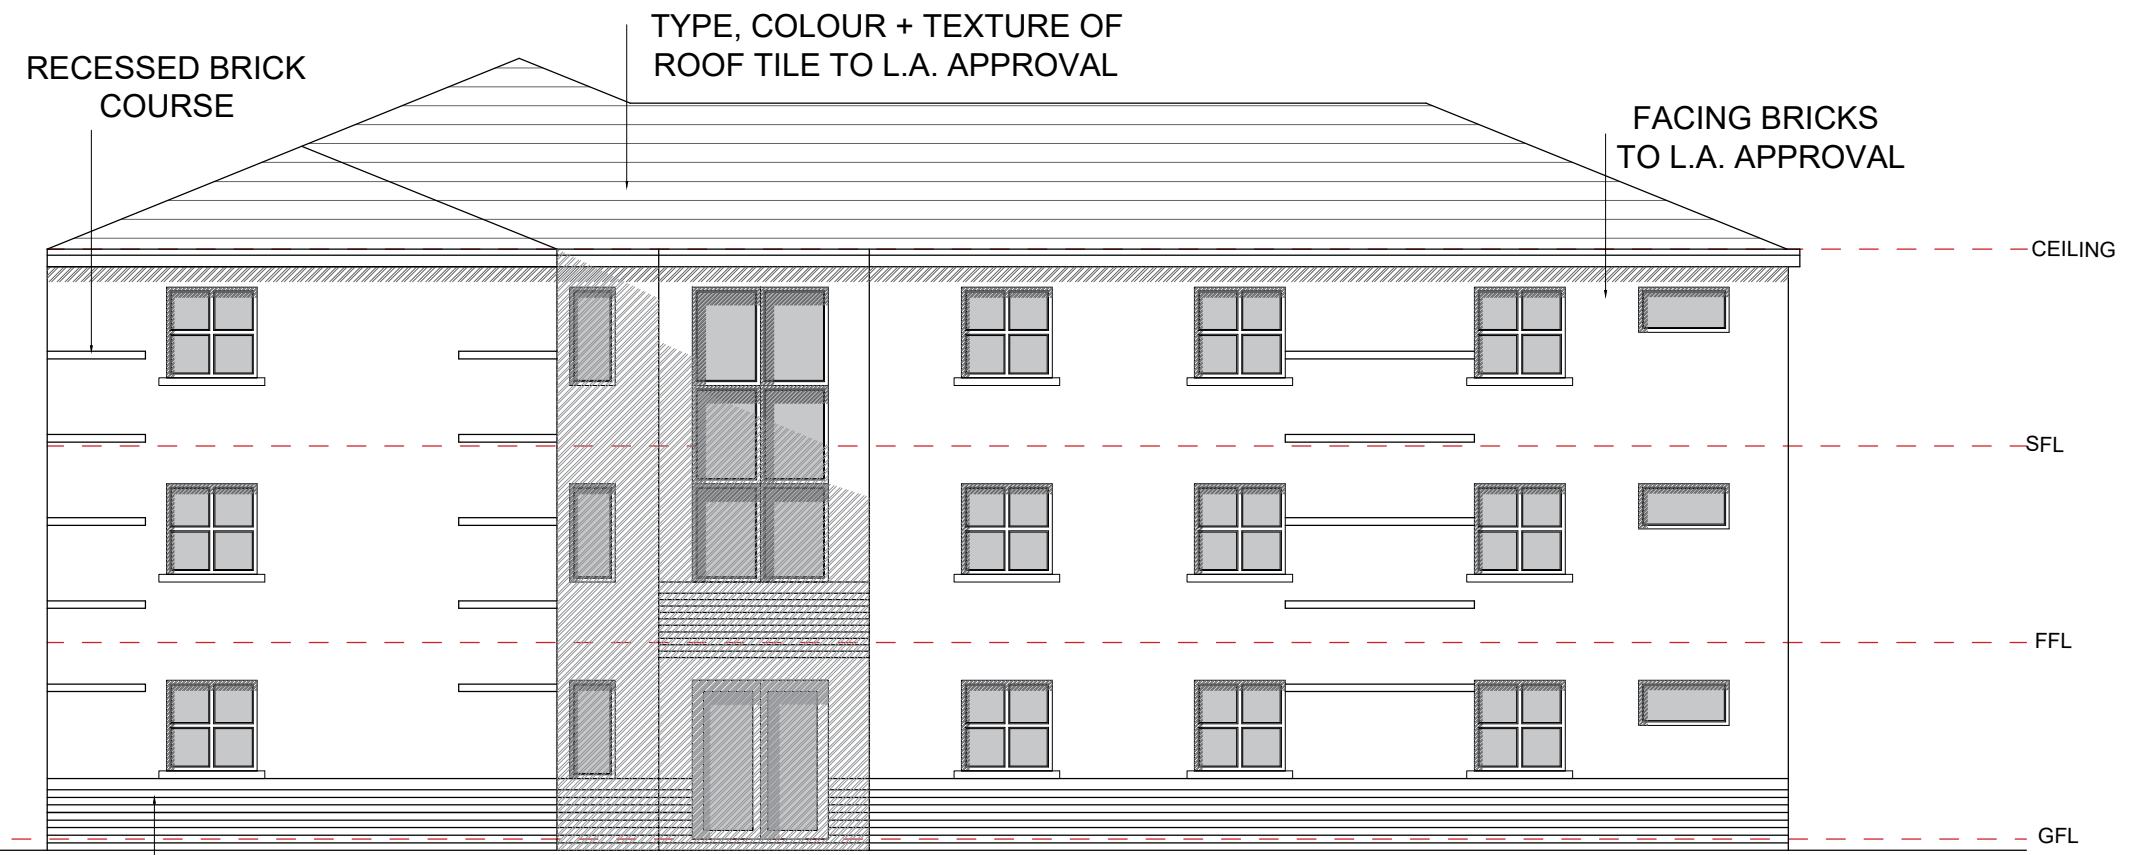 TYPE, COLOUR + TEXTURE OF
ROOF TILE TO L.A. APPROVAL
RECESSED BRICK
COURSE
FACING BRICKS
TO L.A. APPROVAL
CEILING
SFL
FFL
GFL